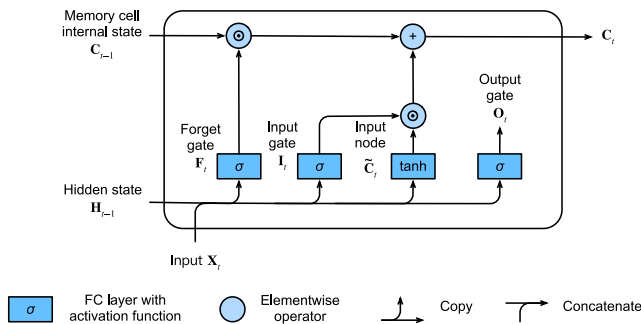 Memory cell
internal state
C_{t-1}
⊙
+
C_t
Output
gate
O_t
⊙
Forget
gate
F_t
Input
gate
I_t
Input
node
C̃_t
σ
σ
tanh
σ
Hidden state
H_{t-1}
Input X_t
σ
FC layer with
activation function
Elementwise
operator
Copy
Concatenate